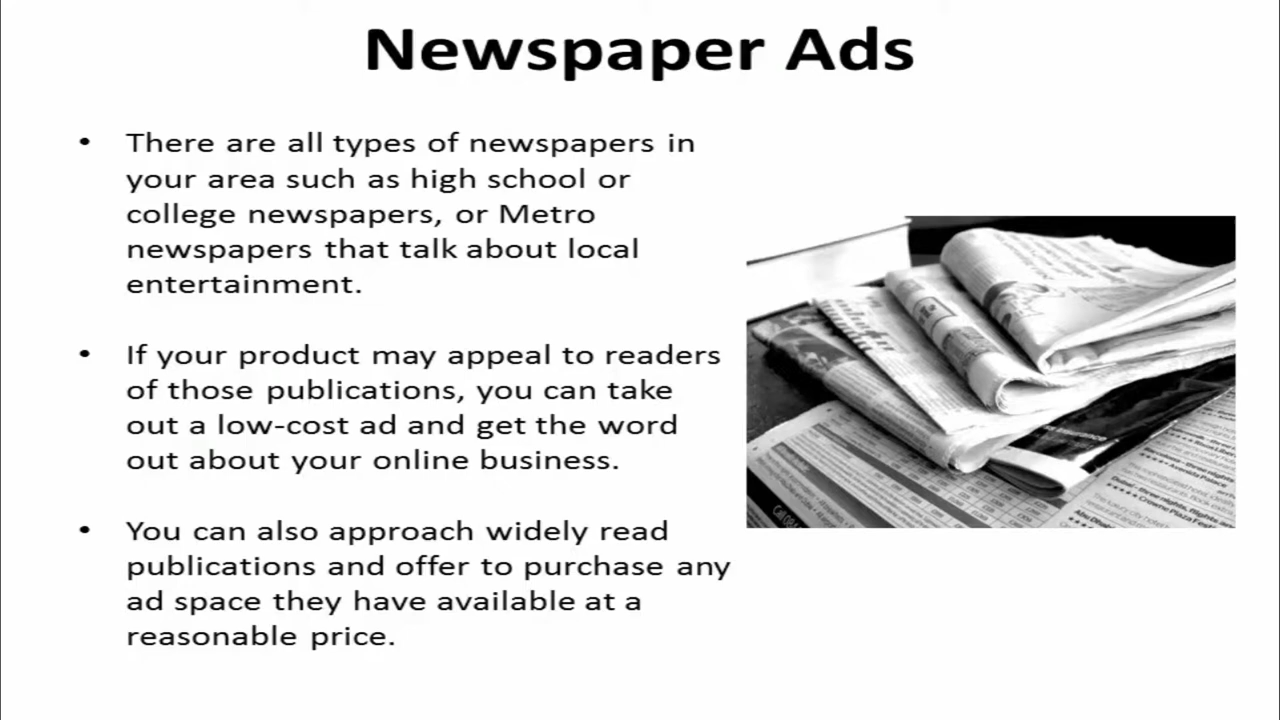 Newspaper Ads
• There are all types of newspapers in
your area such as high school or
college newspapers, or Metro
newspapers that talk about local
entertainment.
• If your product may appeal to readers
of those publications, you can take
out a low-cost ad and get the word
out about your online business.
• You can also approach widely read
publications and offer to purchase any
ad space they have available at a
reasonable price.